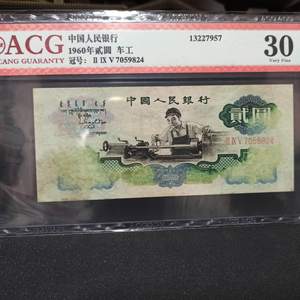 ACG
CANG GUARANTY
中国人民银行
1960年贰圆 车工
冠号: II IX V 7059824
13227957
30
Very Fine
中国人民银行
贰圆
II IX V 7059824